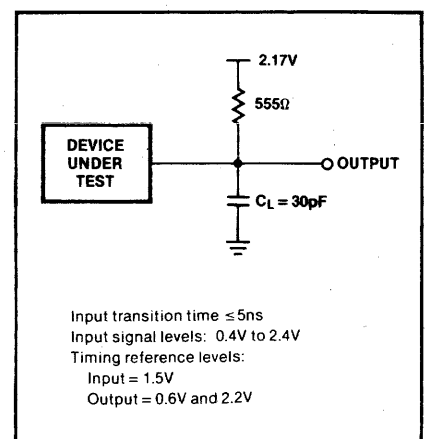 2.17V
555Ω
DEVICE
UNDER
TEST
OUTPUT
C_L = 30pF
Input transition time ≤5ns
Input signal levels: 0.4V to 2.4V
Timing reference levels:
Input = 1.5V
Output = 0.6V and 2.2V